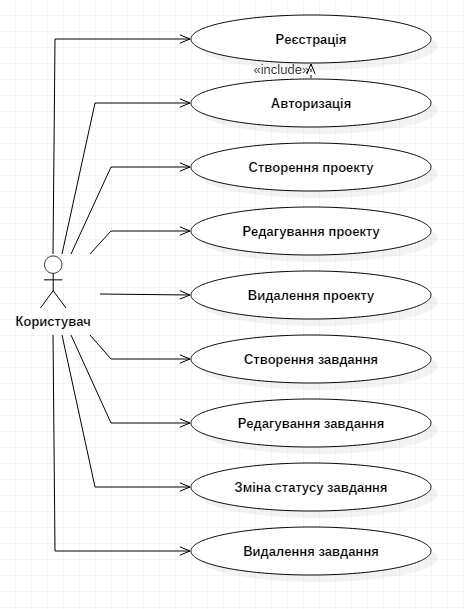 Реєстрація
«include»
Авторизація
Створення проекту
Редагування проекту
Видалення проекту
Користувач
Створення завдання
Редагування завдання
Зміна статусу завдання
Видалення завдання